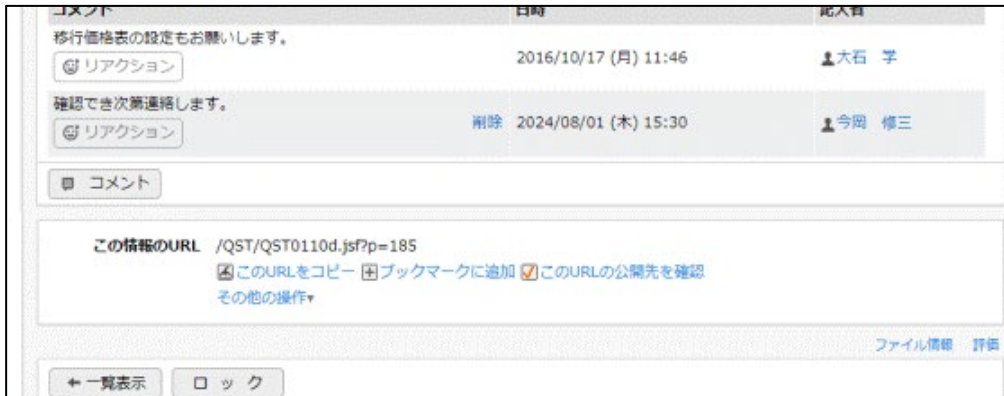 コメント 日時 記入者
移行価格表の設定もお願いします。
リアクション
2016/10/17 (月) 11:46 大石 学
確認でき次第連絡します。
リアクション
削除 2024/08/01 (木) 15:30 今岡 修三
コメント
この情報のURL /QST/QST0110d.jsf?p=185
このURLをコピー ブックマークに追加 このURLの公開先を確認
その他の操作▾
ファイル情報 評価
一覧表示 ロック